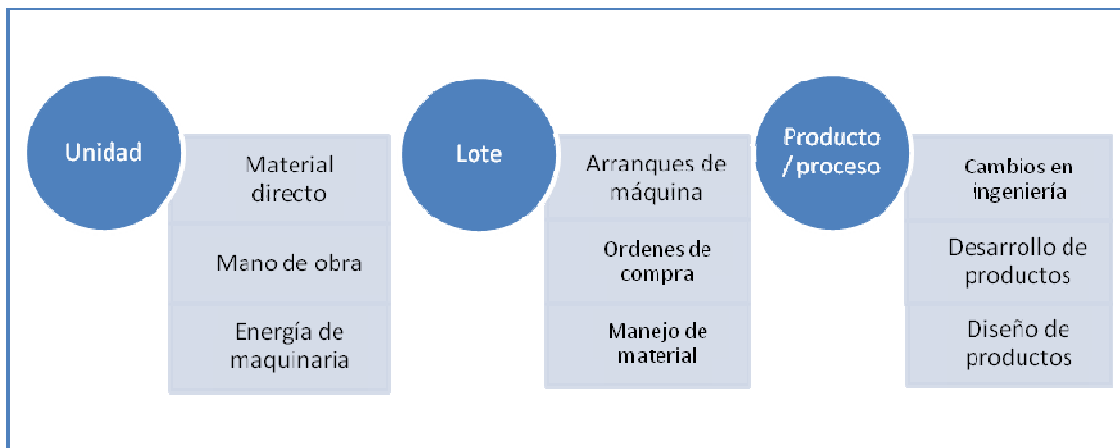 Unidad
Material
directo
Mano de obra
Energía de
maquinaria
Lote
Arranques de
máquina
Ordenes de
compra
Manejo de
material
Producto
/proceso
Cambios en
ingeniería
Desarrollo de
productos
Diseño de
productos